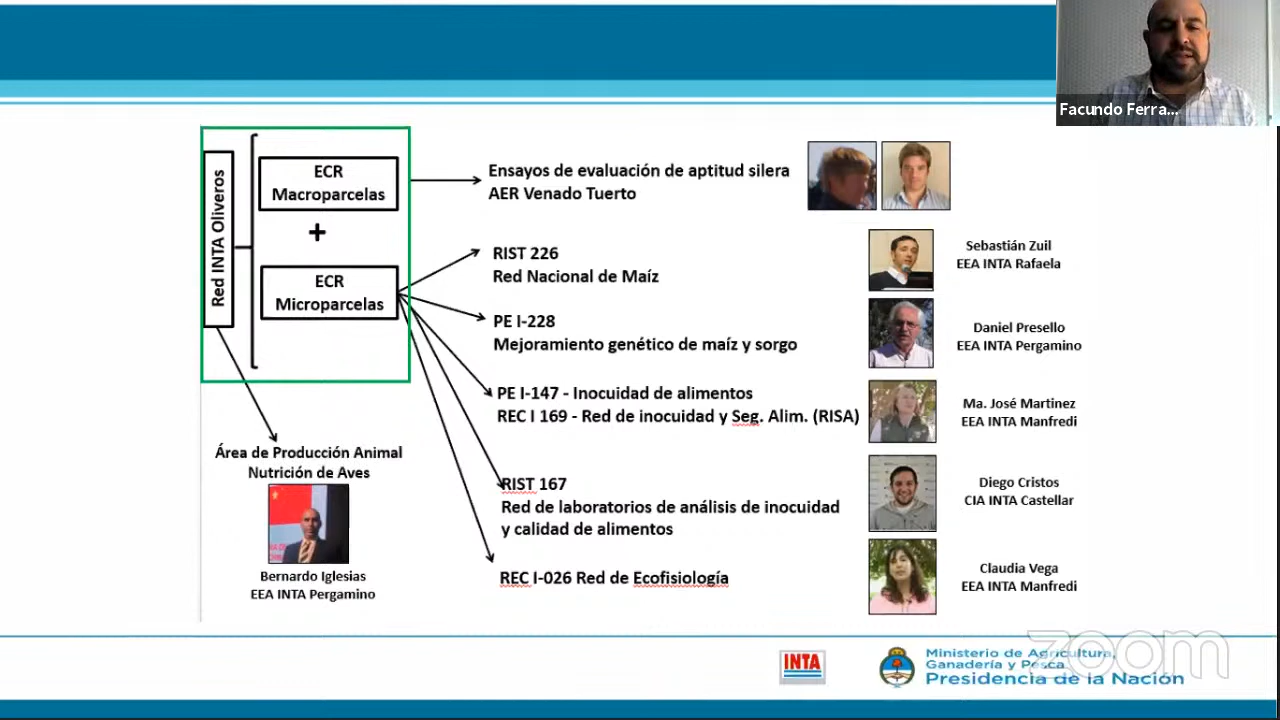 Facundo Ferra...
Red INTA Oliveros
ECR
Macroparcelas
+
ECR
Microparcelas
Ensayos de evaluación de aptitud silera
AER Venado Tuerto
RIST 226
Red Nacional de Maíz
Sebastián Zuil
EEA INTA Rafaela
PE I-228
Mejoramiento genético de maíz y sorgo
Daniel Presello
EEA INTA Pergamino
PE I-147 - Inocuidad de alimentos
REC I 169 - Red de inocuidad y Seg. Alim. (RISA)
Ma. José Martinez
EEA INTA Manfredi
RIST 167
Red de laboratorios de análisis de inocuidad
y calidad de alimentos
Diego Cristos
CIA INTA Castellar
REC I-026 Red de Ecofisiología
Claudia Vega
EEA INTA Manfredi
Área de Producción Animal
Nutrición de Aves
Bernardo Iglesias
EEA INTA Pergamino
INTA
Ministerio de Agricultura,
Ganadería y Pesca
Presidencia de la Nación
zoom